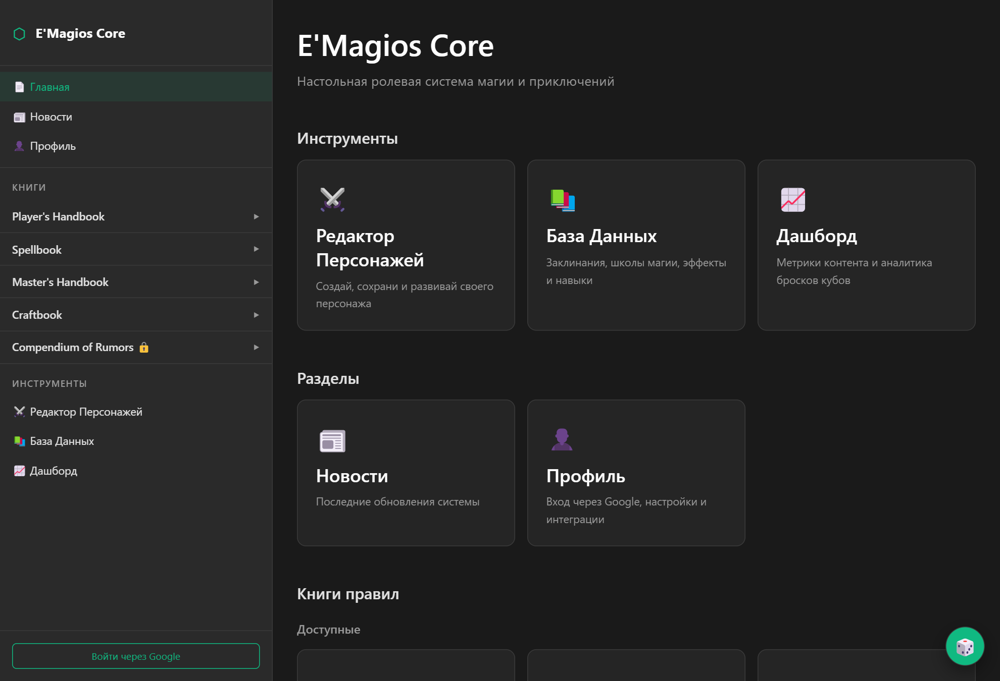 E'Magios Core
Главная
Новости
Профиль
КНИГИ
Player's Handbook
Spellbook
Master's Handbook
Craftbook
Compendium of Rumors
ИНСТРУМЕНТЫ
Редактор Персонажей
База Данных
Дашборд
Войти через Google
E'Magios Core
Настольная ролевая система магии и приключений
Инструменты
Редактор
Персонажей
Создай, сохрани и развивай своего
персонажа
База Данных
Заклинания, школы магии, эффекты
и навыки
Дашборд
Метрики контента и аналитика
бросков кубов
Разделы
Новости
Последние обновления системы
Профиль
Вход через Google, настройки и
интеграции
Книги правил
Доступные